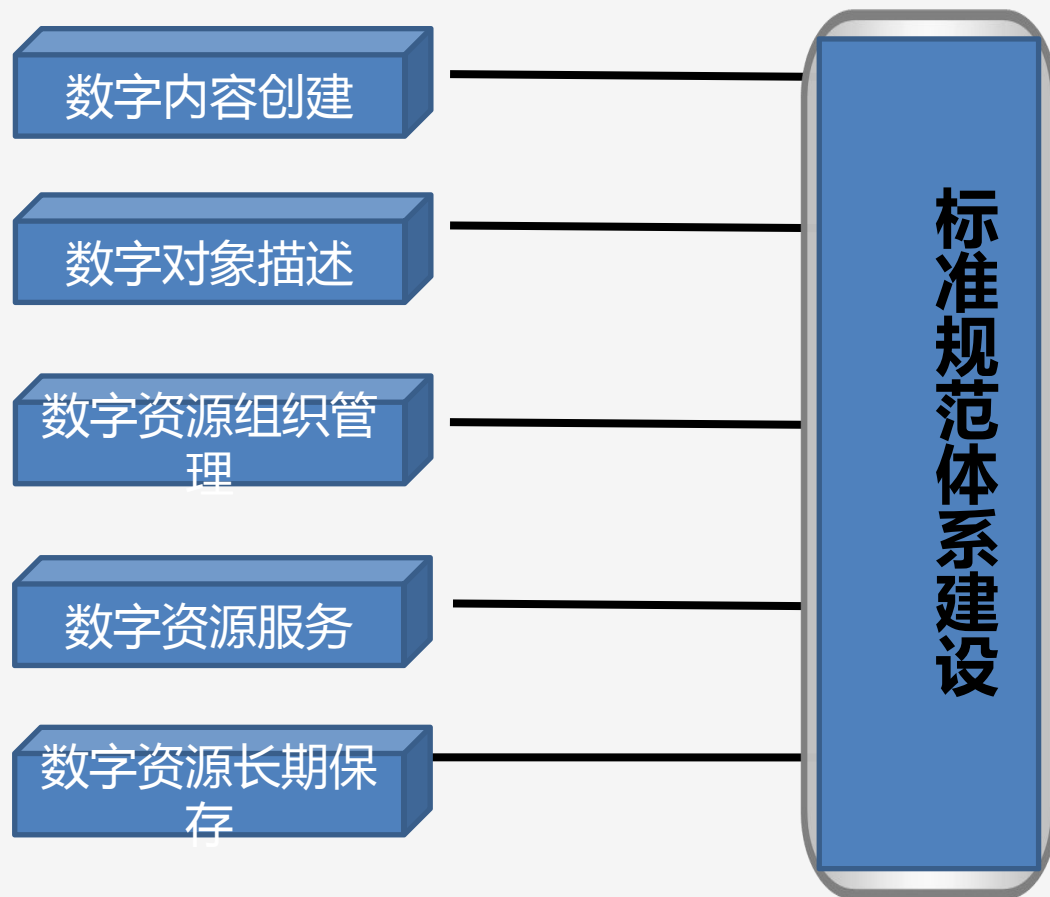 数字内容创建
数字对象描述
数字资源组织管
理
数字资源服务
数字资源长期保
存
标准规范体系建设